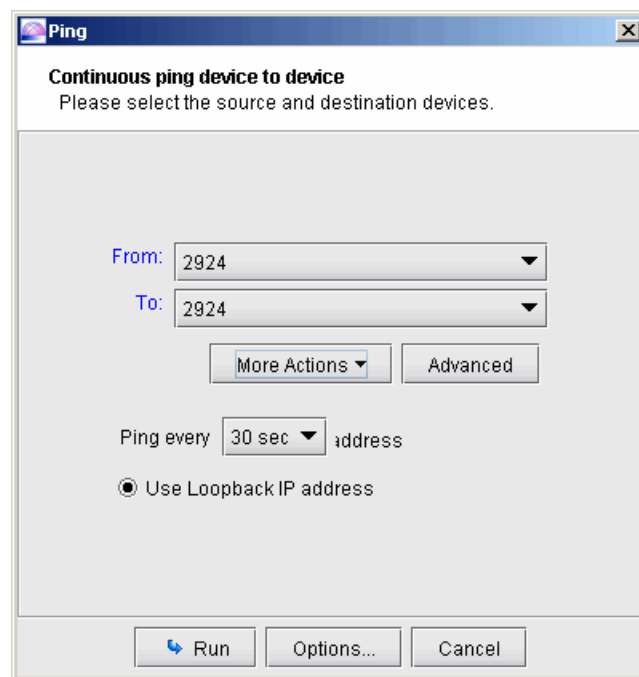 Ping
Continuous ping device to device
Please select the source and destination devices.
From: 2924
To: 2924
More Actions Advanced
Ping every 30 sec address
Use Loopback IP address
Run Options... Cancel